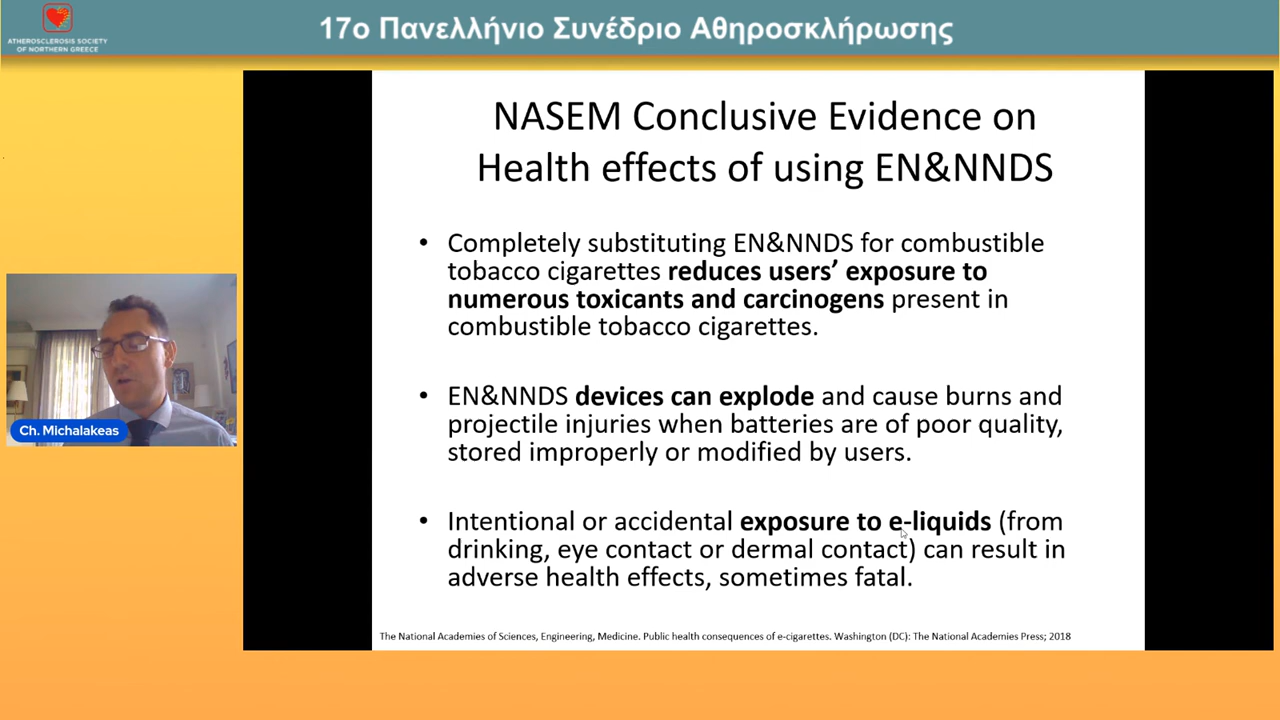 17ο Πανελλήνιο Συνέδριο Αθηροσκλήρωσης
ATHEROSCLEROSIS SOCIETY
OF NORTHERN GREECE
NASEM Conclusive Evidence on
Health effects of using EN&NNDS
• Completely substituting EN&NNDS for combustible
tobacco cigarettes reduces users’ exposure to
numerous toxicants and carcinogens present in
combustible tobacco cigarettes.
• EN&NNDS devices can explode and cause burns and
projectile injuries when batteries are of poor quality,
stored improperly or modified by users.
• Intentional or accidental exposure to e-liquids (from
drinking, eye contact or dermal contact) can result in
adverse health effects, sometimes fatal.
The National Academies of Sciences, Engineering, Medicine. Public health consequences of e-cigarettes. Washington (DC): The National Academies Press; 2018
Ch. Michalakeas